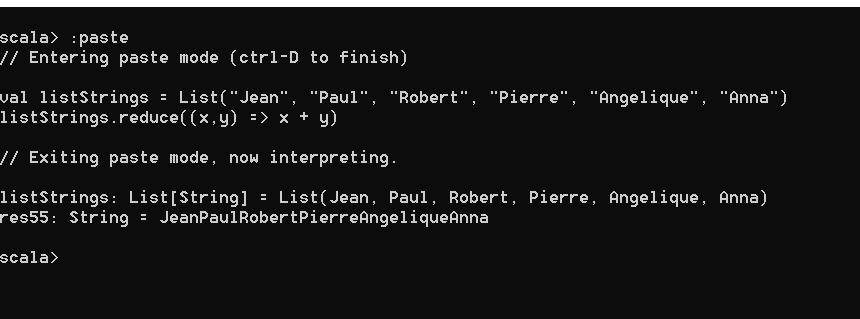 scala> :paste
// Entering paste mode (ctrl-D to finish)
val listStrings = List("Jean", "Paul", "Robert", "Pierre", "Angelique", "Anna")
listStrings.reduce((x,y) => x + y)
// Exiting paste mode, now interpreting.
listStrings: List[String] = List(Jean, Paul, Robert, Pierre, Angelique, Anna)
res55: String = JeanPaulRobertPierreAngeliqueAnna
scala>